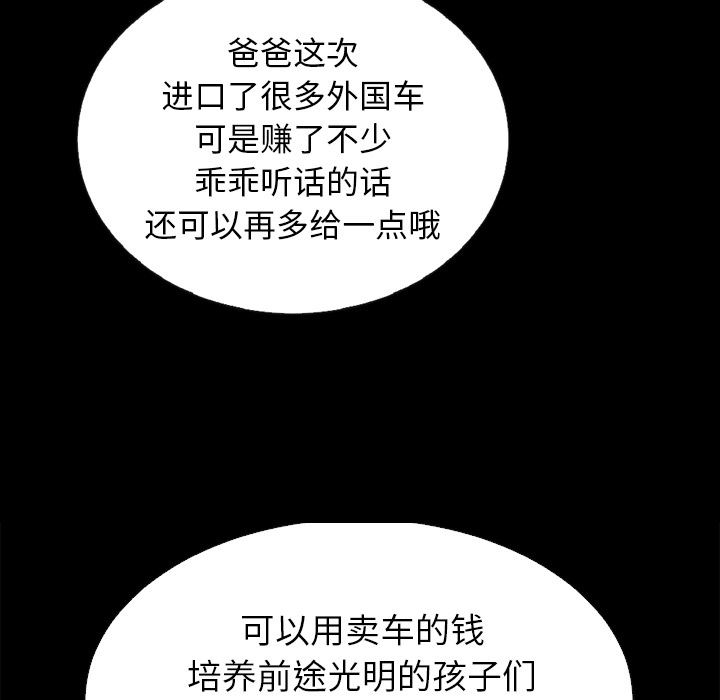 爸爸这次
进口了很多外国车
可是赚了不少
乖乖听话的话
还可以再多给一点哦
可以用卖车的钱
培养前途光明的孩子们